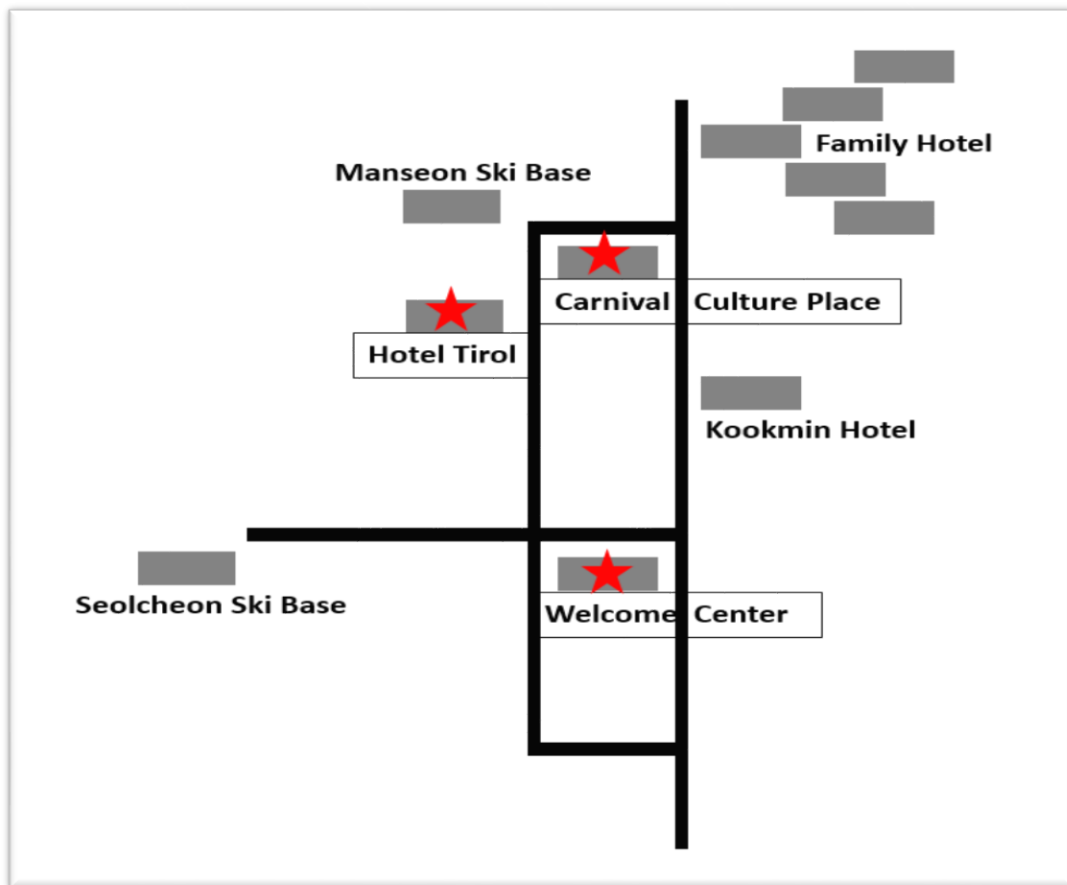 Family Hotel
Manseon Ski Base
Carnival Culture Place
Hotel Tirol
Kookmin Hotel
Seolcheon Ski Base
Welcome Center